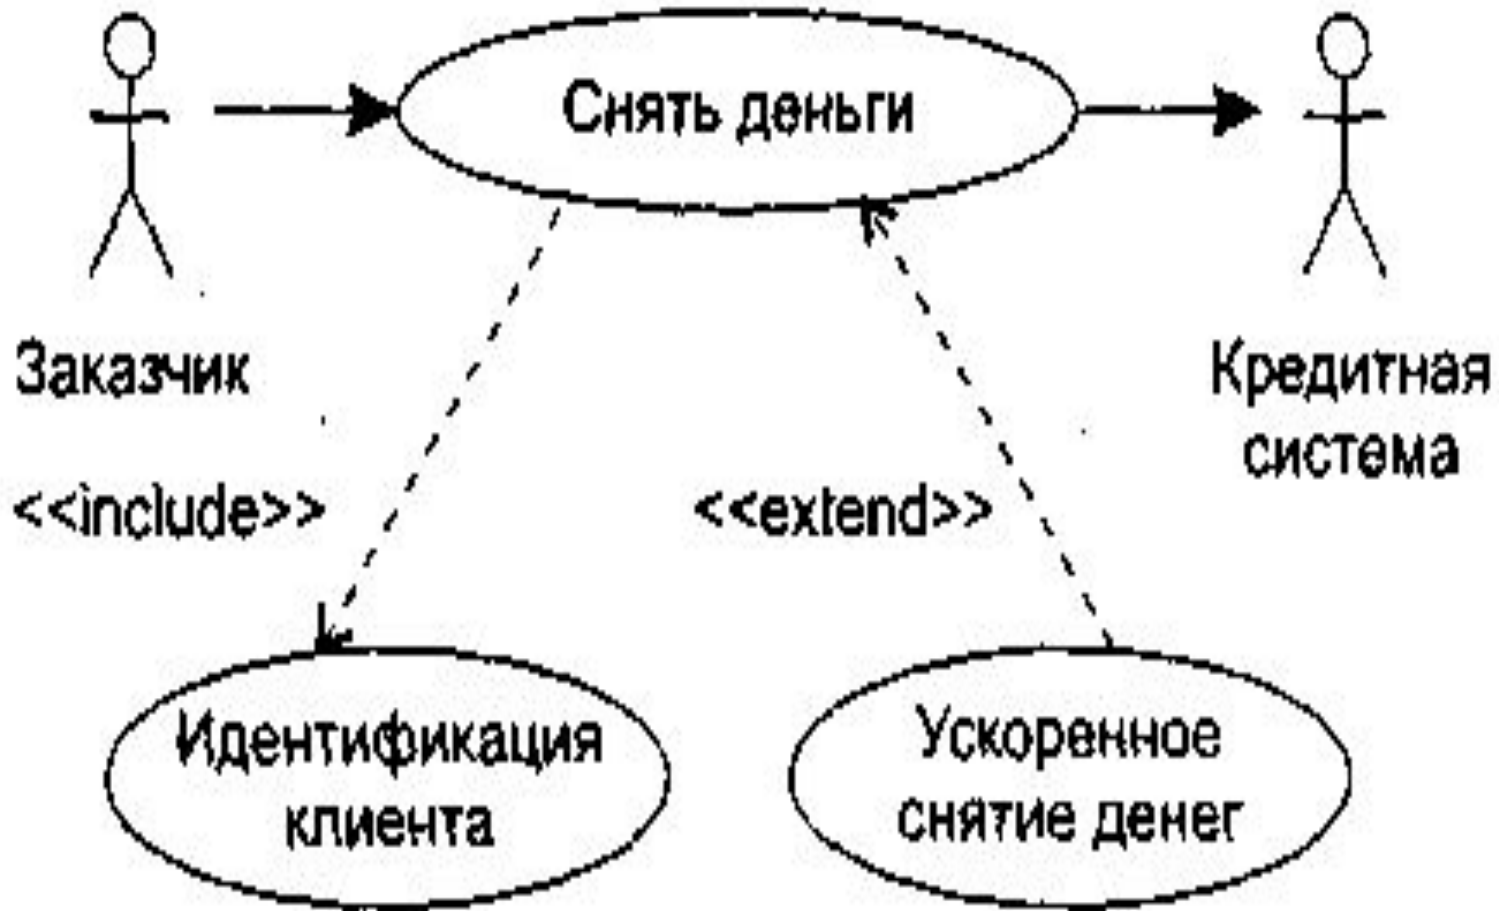 Снять деньги
Заказчик
Кредитная
система
<<include>>
<<extend>>
Идентификация
клиента
Ускоренное
снятие денег